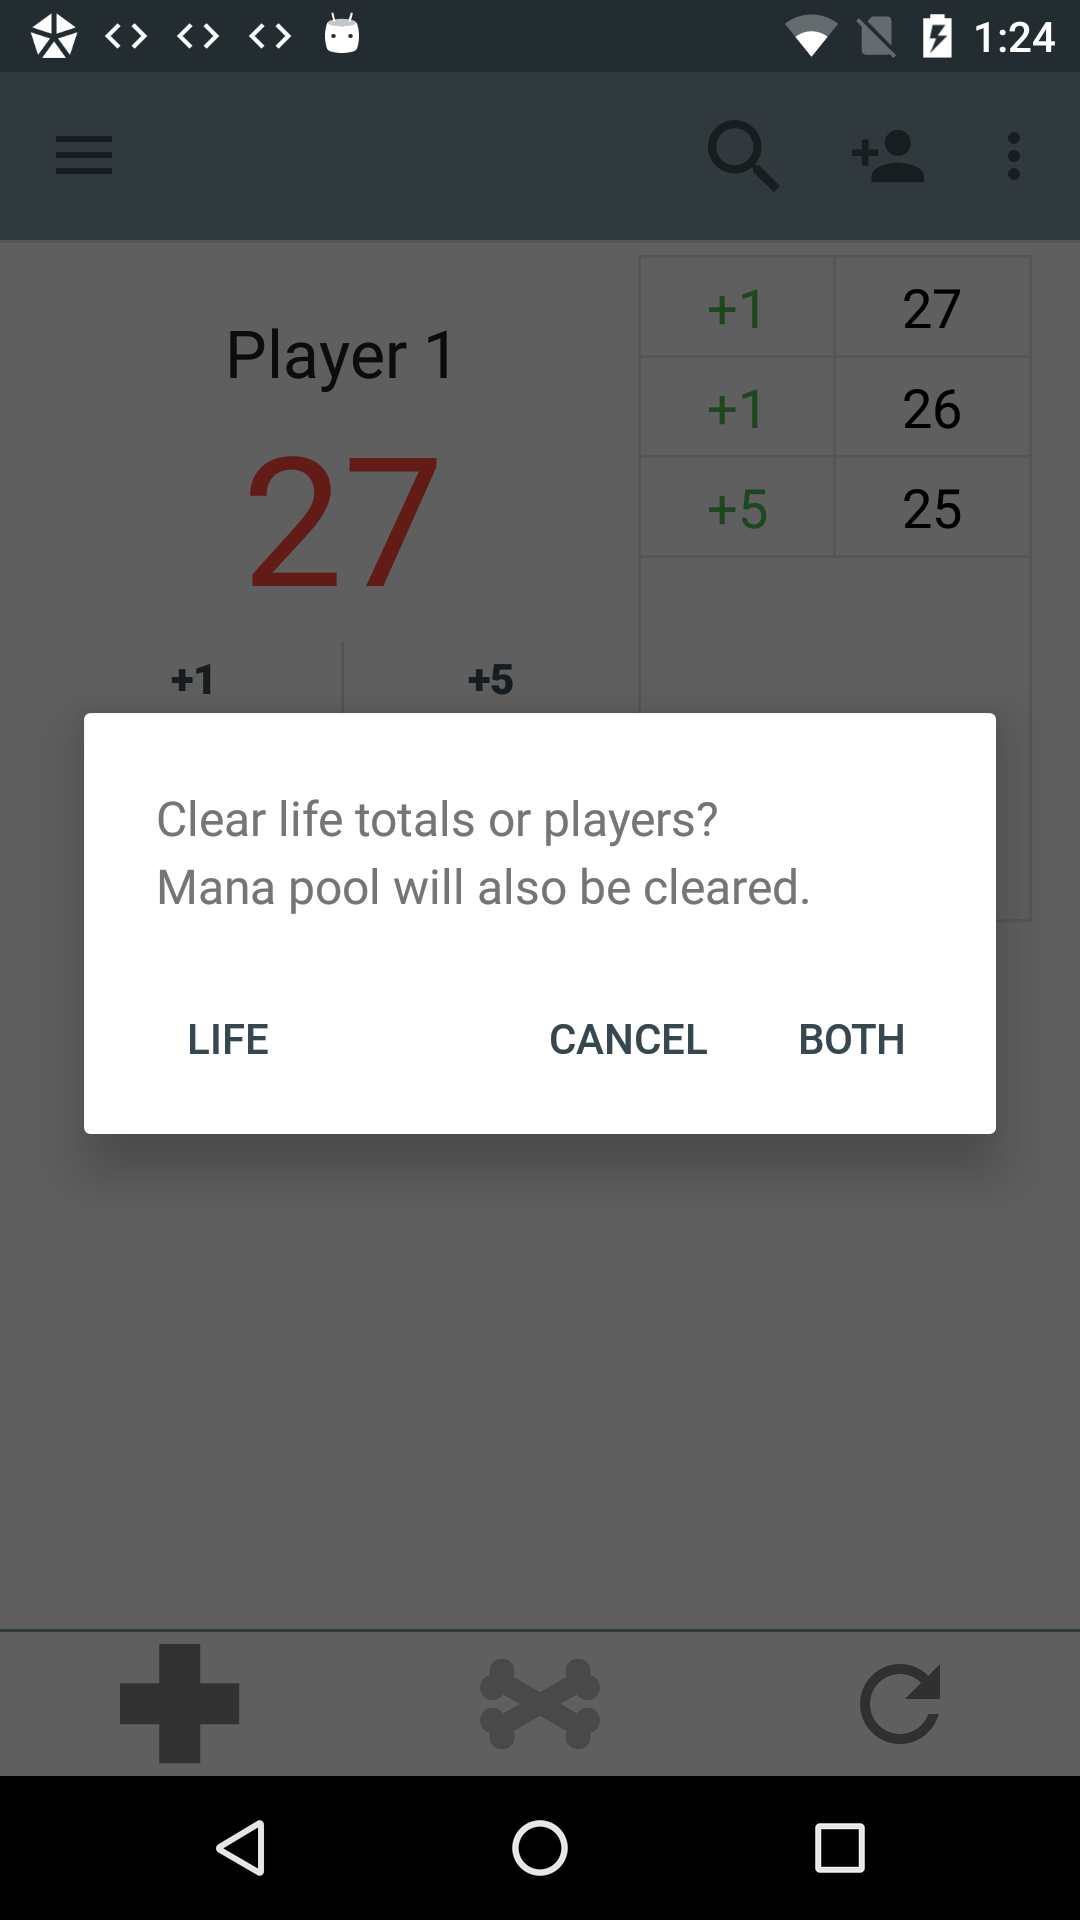 1:24
Player 1
27
+1 +5
+1 27
+1 26
+5 25
Clear life totals or players?
Mana pool will also be cleared.
LIFE CANCEL BOTH